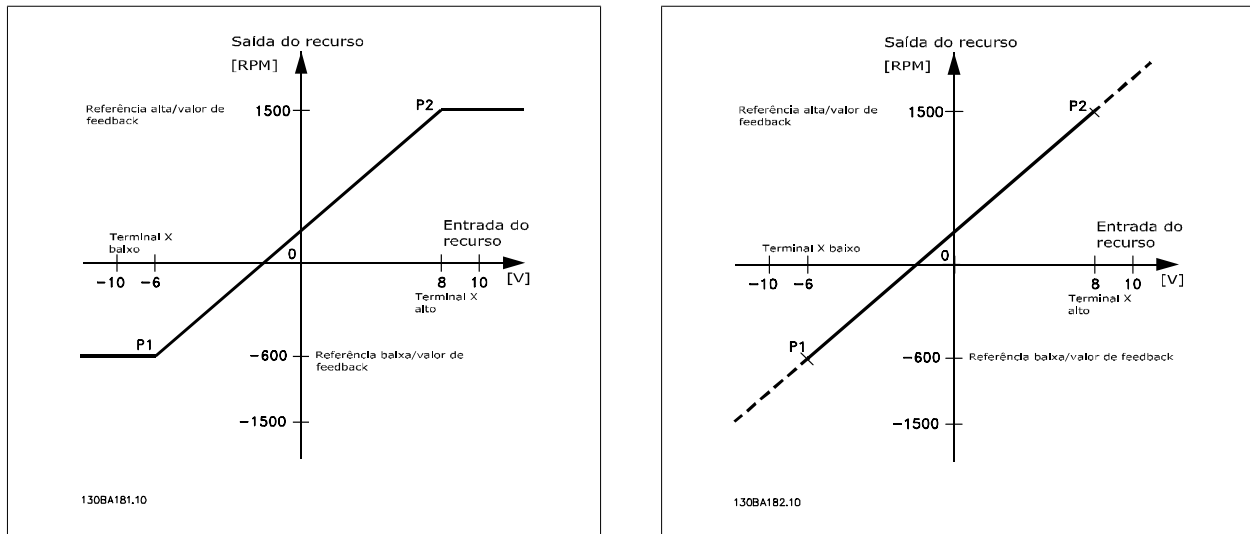 Saída do recurso
[RPM]
Referência alta/valor de
feedback
1500
P2
Entrada do
recurso
Terminal X
baixo
0
-10
-6
8
10
[V]
Terminal X
alto
P1
-600
Referência baixa/valor de
feedback
-1500
130BA181.10
Saída do recurso
[RPM]
Referência alta/valor de
feedback
1500
P2
Entrada do
recurso
Terminal X baixo
0
-10
-6
8
10
[V]
Terminal X
alto
P1
-600
Referência baixa/valor de feedback
-1500
130BA182.10